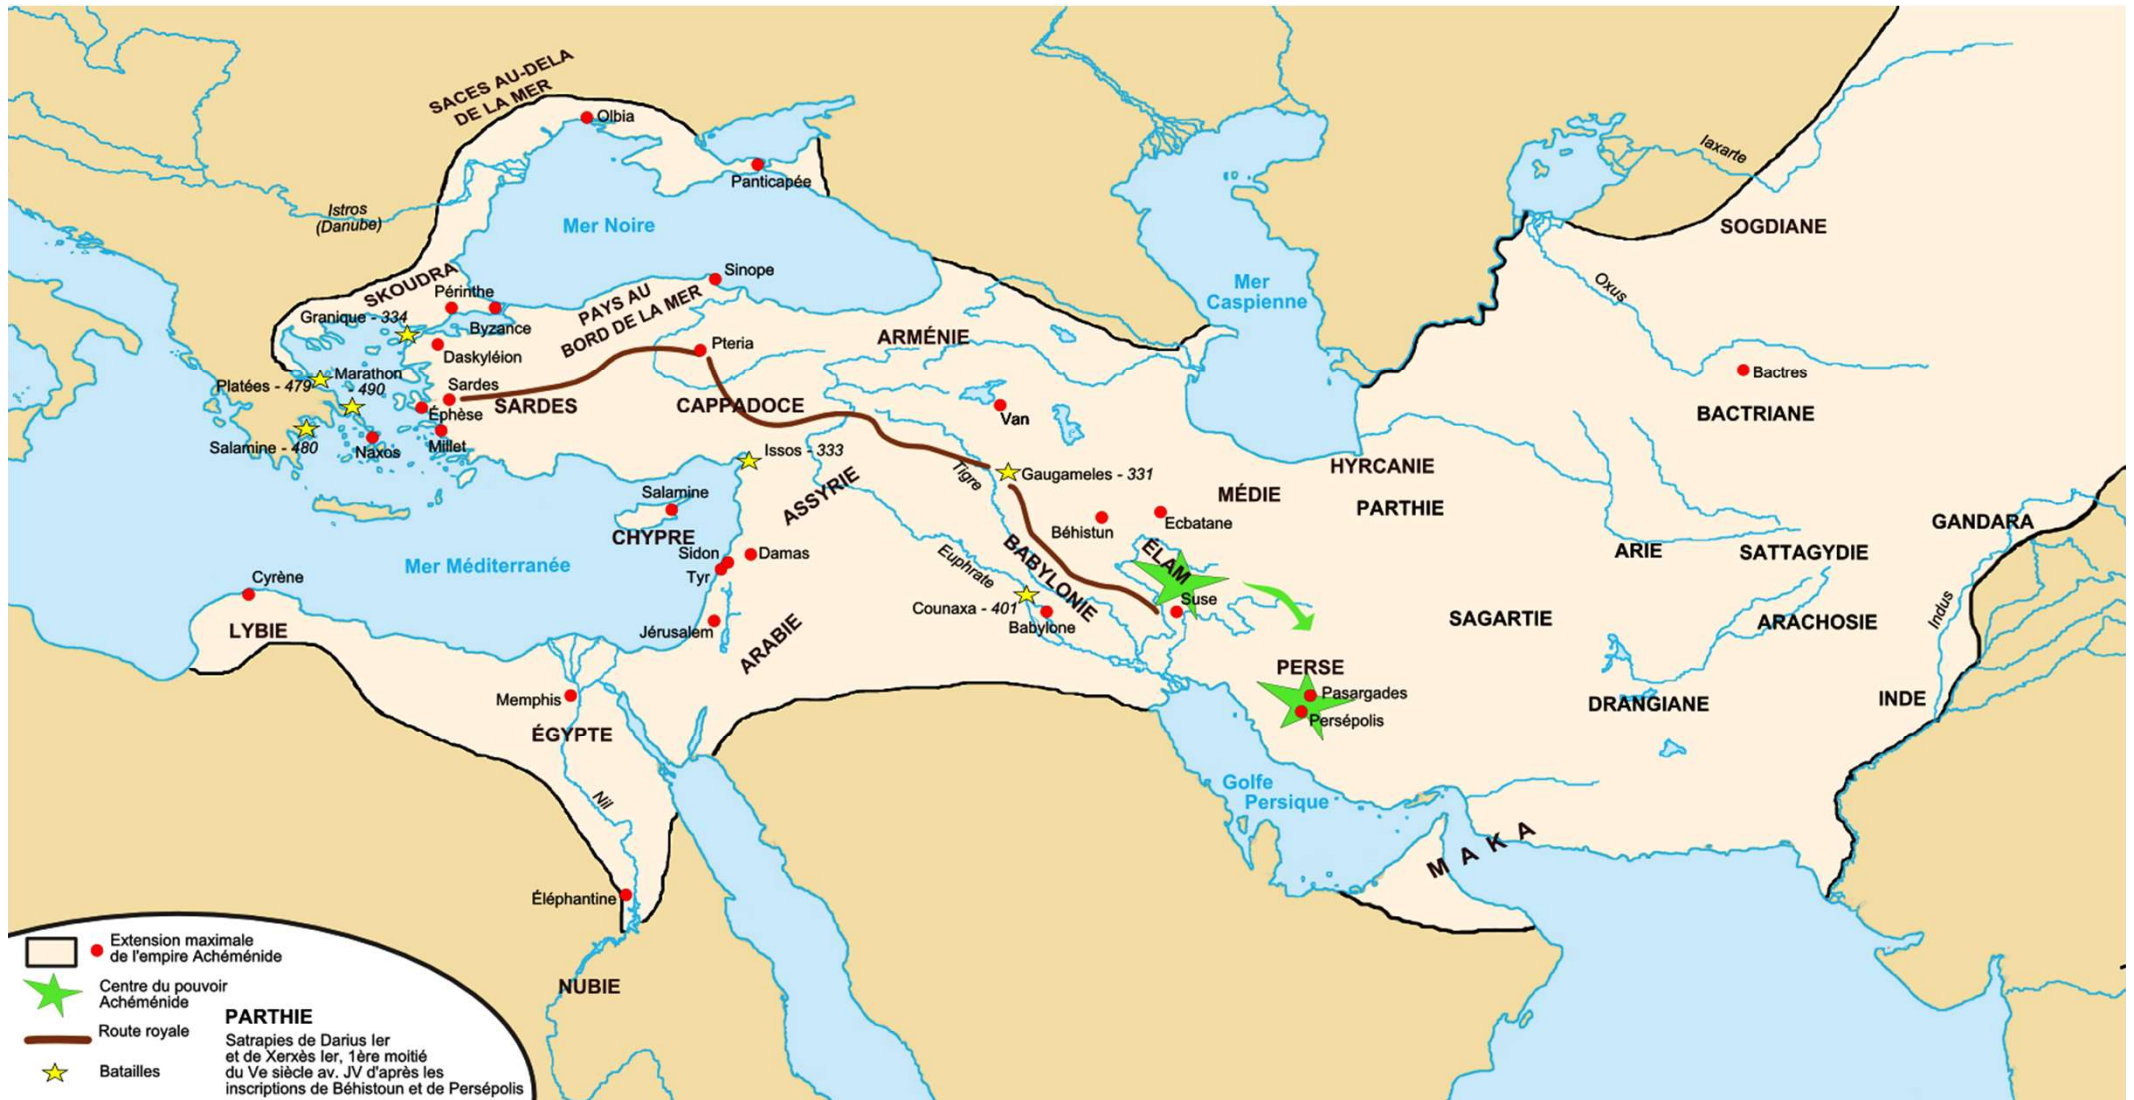 SACES AU-DELA
DE LA MER
Olbia
Panticapée
Iaxarte
Istros
(Danube)
Mer Noire
SOGDIANE
SKOUDRA
Sinope
Mer
Caspienne
Oxus
Périnthe
PAYS AU
BORD DE LA MER
Granique - 334
Byzance
ARMÉNIE
Daskyléion
Pteria
Bactres
Marathon
- 490
Platées - 479
Sardes
SARDES
CAPPADOCE
BACTRIANE
Éphèse
Van
Salamine - 480
Naxos
Millet
Issos - 333
HYRCANIE
Tigre
Gaugameles - 331
ASSYRIE
MÉDIE
PARTHIE
Salamine
Ecbatane
GANDARA
CHYPRE
Béhistun
ÉLAM
ARIE
SATTAGYDIE
Sidon
Damas
Mer Méditerranée
Euphrate
BABYLONIE
Tyr
Cyrène
Suse
Counaxa - 401
Indus
LYBIE
Jérusalem
Babylone
SAGARTIE
ARACHOSIE
ARABIE
PERSE
Memphis
Pasargades
INDE
DRANGIANE
Persépolis
ÉGYPTE
Golfe
Persique
Nil
MAKA
Éléphantine
NUBIE
Extension maximale
de l'empire Achéménide
Centre du pouvoir
Achéménide
Route royale
Batailles
PARTHIE
Satrapies de Darius Ier
et de Xerxès Ier, 1ère moitié
du Ve siècle av. JV d'après les
inscriptions de Béhistoun et de Persépolis